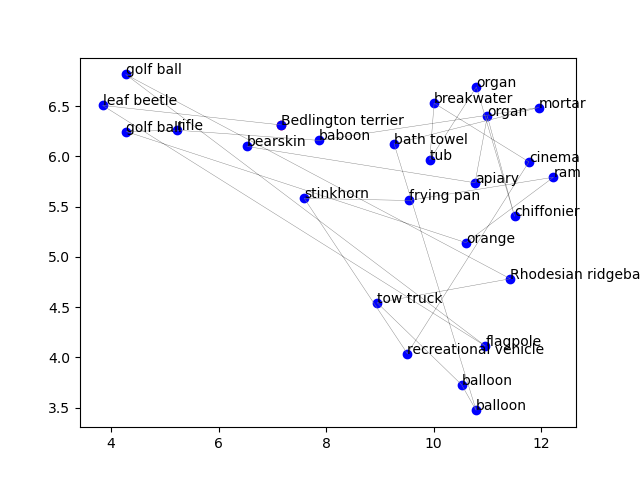 golf ball
organ
leaf beetle
breakwater
mortar
organ
Bedlington terrier
golf ball
rifle
baboon
bath towel
bearskin
tub
cinema
apiary
ram
stinkhorn
frying pan
chiffonier
orange
Rhodesian ridgeba
tow truck
flagpole
recreational vehicle
balloon
balloon
6.5
6.0
5.5
5.0
4.5
4.0
3.5
4 6 8 10 12